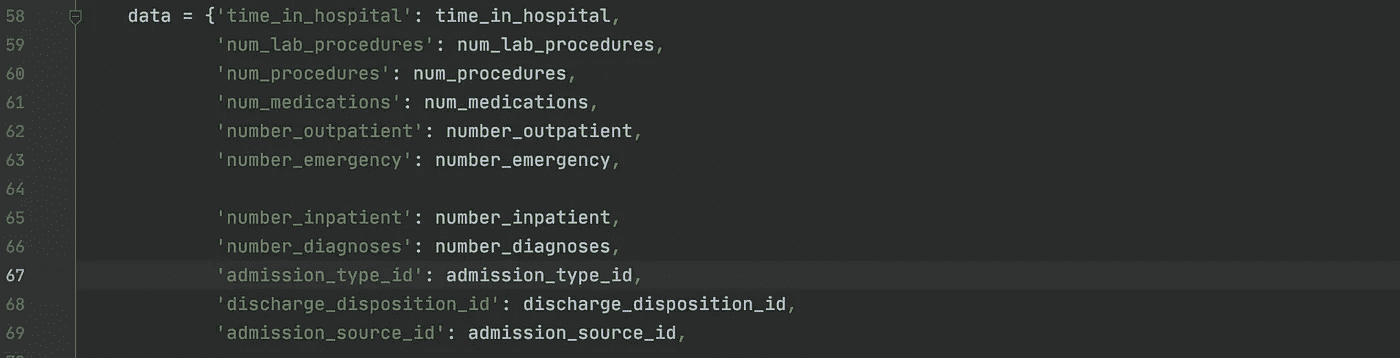 58 data = {'time_in_hospital': time_in_hospital,
59 'num_lab_procedures': num_lab_procedures,
60 'num_procedures': num_procedures,
61 'num_medications': num_medications,
62 'number_outpatient': number_outpatient,
63 'number_emergency': number_emergency,
64
65 'number_inpatient': number_inpatient,
66 'number_diagnoses': number_diagnoses,
67 'admission_type_id': admission_type_id,
68 'discharge_disposition_id': discharge_disposition_id,
69 'admission_source_id': admission_source_id,